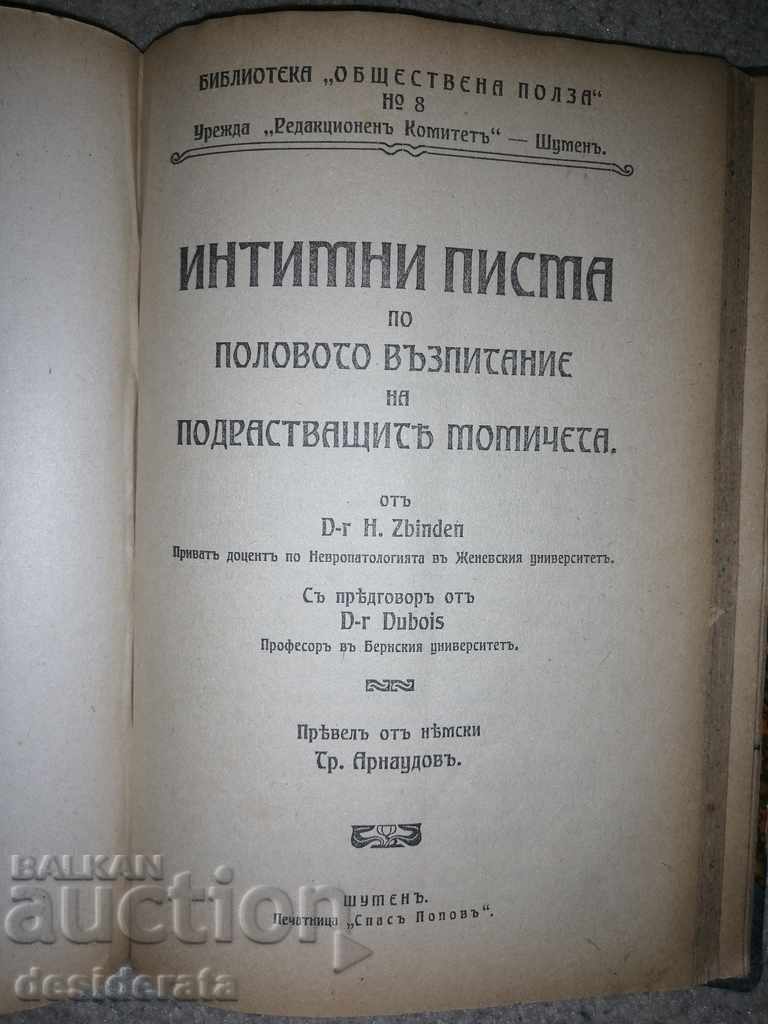 БИБЛИОТЕКА „ОБЩЕСТВЕНА ПОЛЗА“
№ 8
Урежда „Редакционенъ Комитетъ“ — Шуменъ.
ИНТИМНИ ПИСМА
ПО
ПОЛОВОТО ВЪЗПИТАНИЕ
НА
ПОДРАСТВАЩИТѢ МОМИЧЕТА.
отъ
D-r H. Zbinden
Приватъ доцентъ по Невропатологията въ Женевския университетъ.
Съ прѣдговоръ отъ
D-r Dubois
Професоръ въ Бернския университетъ.
Прѣвелъ отъ нѣмски
Тр. Арнаудовъ.
ШУМЕНЪ.
Печатница „Спасъ Поповъ“.
BALKAN
auction
desiderata